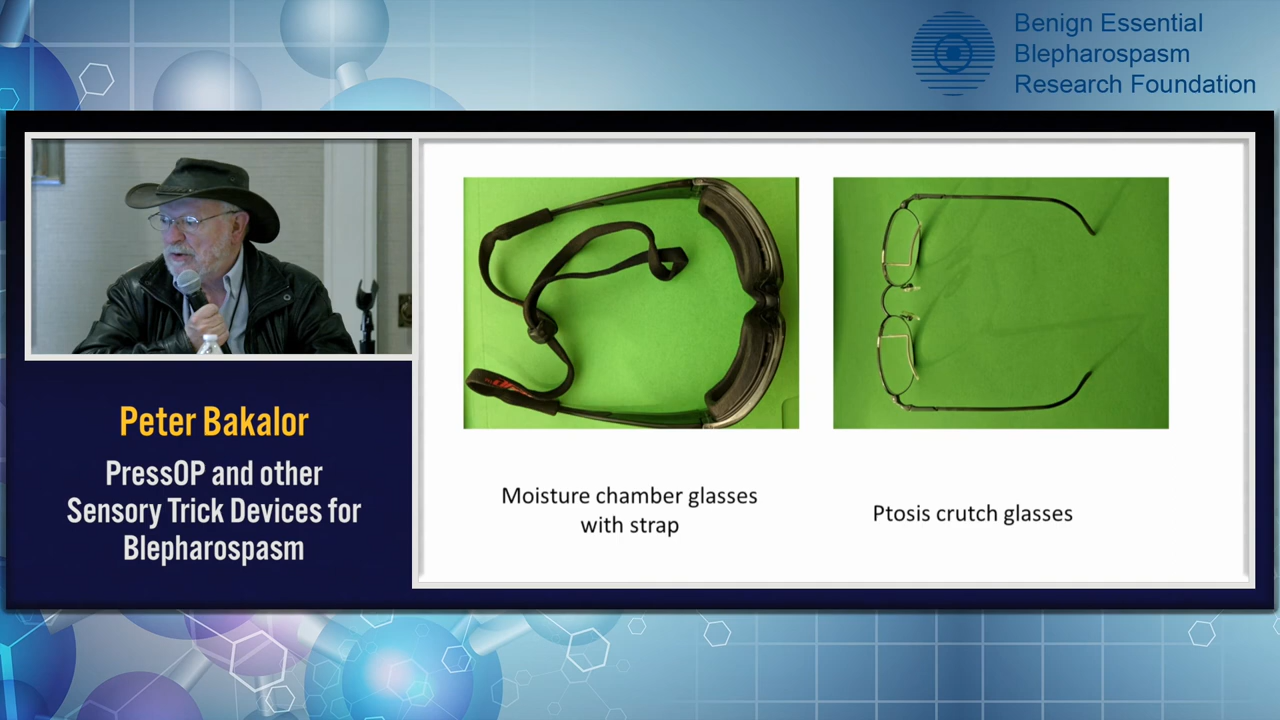 Benign Essential
Blepharospasm
Research Foundation
Peter Bakalor
PressOP and other
Sensory Trick Devices for
Blepharospasm
Moisture chamber glasses
with strap
Ptosis crutch glasses